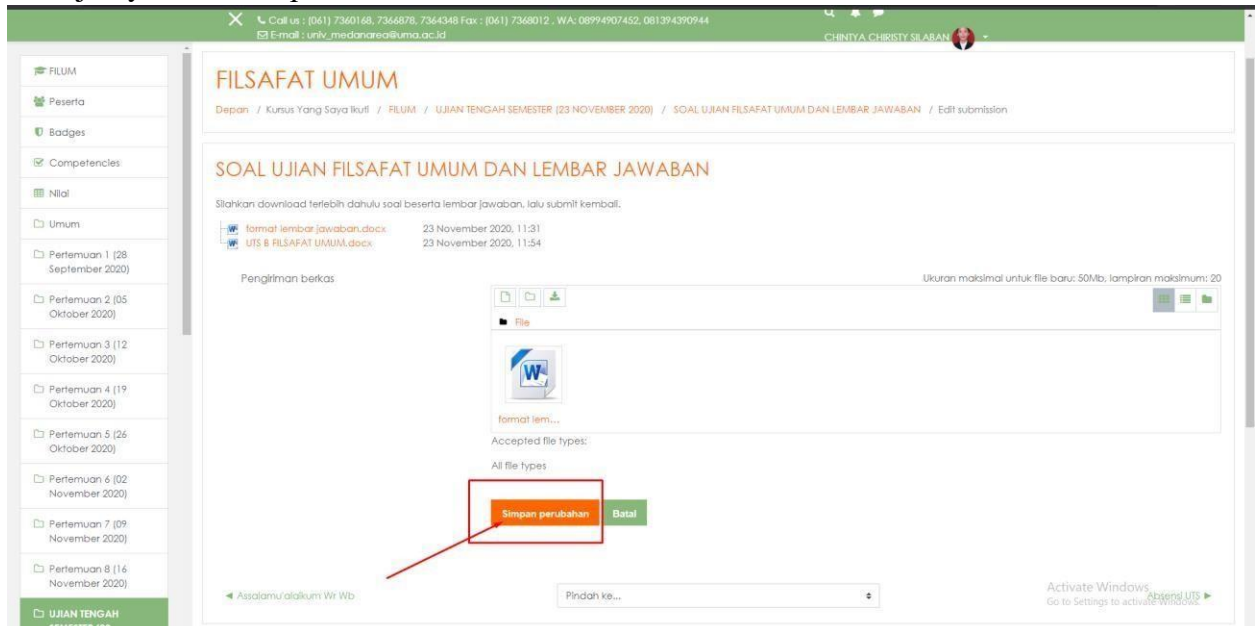 Call us : (061) 7360168, 7366878, 7364348 Fax : (061) 7368012 , WA: 08994907452, 081394390944
E-mail : univ_medanarea@uma.ac.id
CHINTYA CHRISTY SILABAN
FILUM
Peserta
Badges
Competencies
Nilai
Umum
Pertemuan 1 (28
September 2020)
Pertemuan 2 (05
Oktober 2020)
Pertemuan 3 (12
Oktober 2020)
Pertemuan 4 (19
Oktober 2020)
Pertemuan 5 (26
Oktober 2020)
Pertemuan 6 (02
November 2020)
Pertemuan 7 (09
November 2020)
Pertemuan 8 (16
November 2020)
UJIAN TENGAH
FILSAFAT UMUM
Depan / Kursus Yang Saya Ikuti / FILUM / UJIAN TENGAH SEMESTER (23 NOVEMBER 2020) / SOAL UJIAN FILSAFAT UMUM DAN LEMBAR JAWABAN / Edit submission
SOAL UJIAN FILSAFAT UMUM DAN LEMBAR JAWABAN
Silahkan download terlebih dahulu soal beserta lembar jawaban, lalu submit kembali.
format lembar jawaban.docx 23 November 2020, 11:31
UTS B FILSAFAT UMUM.docx 23 November 2020, 11:54
Pengiriman berkas
Ukuran maksimal untuk file baru: 50Mb, lampiran maksimum: 20
File
format lem...
Accepted file types:
All file types
Simpan perubahan Batal
Assalamu'alaikum Wr Wb
Pindah ke...
Absensi UTS
Activate Windows
Go to Settings to activate Windows.